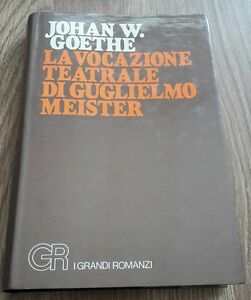 JOHAN W.
GOETHE
LA VOCAZIONE
TEATRALE
DI GUGLIELMO
MEISTER
GR I GRANDI ROMANZI